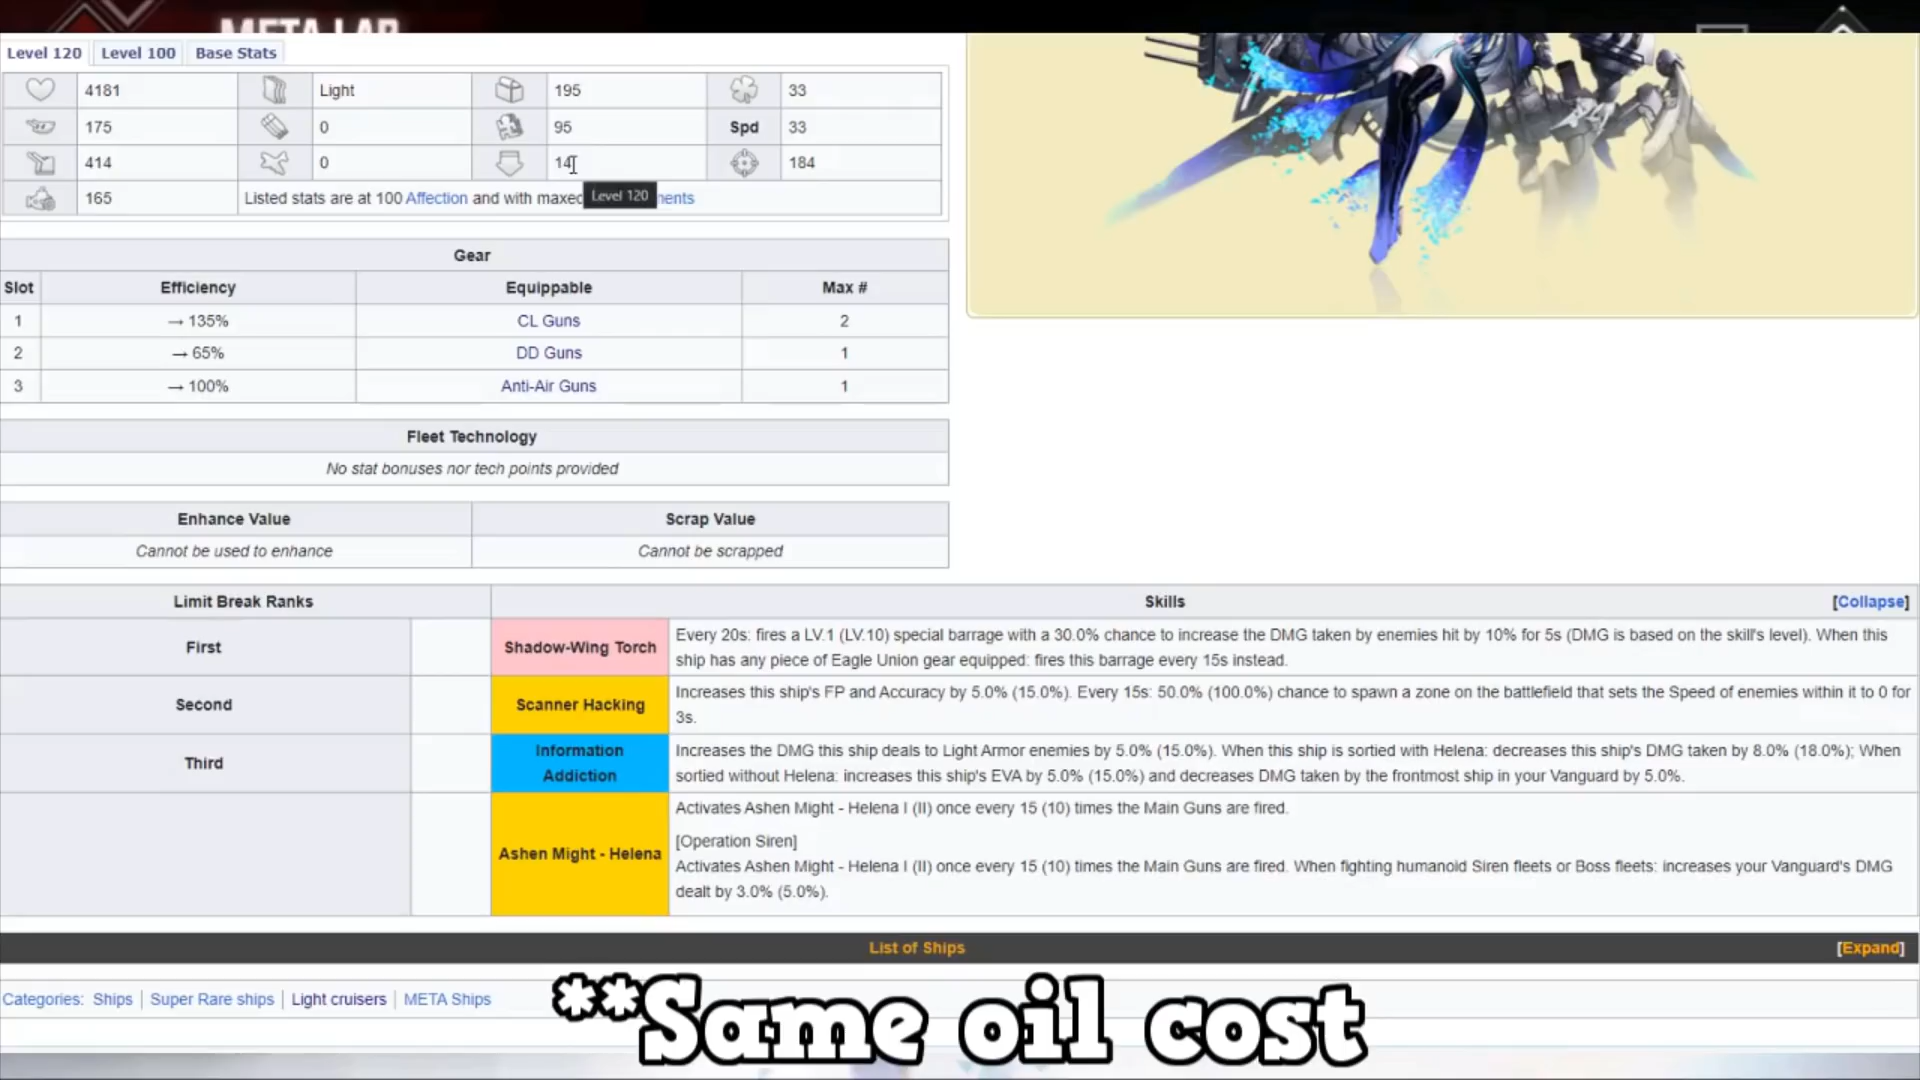 META LAB
Level 120 Level 100 Base Stats
4181 Light 195 33
175 0 95 Spd 33
414 0 14 184
165 Listed stats are at 100 Affection and with maxed
Level 120
Gear
Slot Efficiency Equippable Max #
1 → 135% CL Guns 2
2 → 65% DD Guns 1
3 → 100% Anti-Air Guns 1
Fleet Technology
No stat bonuses nor tech points provided
Enhance Value Scrap Value
Cannot be used to enhance Cannot be scrapped
Limit Break Ranks Skills [Collapse]
First Shadow-Wing Torch Every 20s: fires a LV.1 (LV.10) special barrage with a 30.0% chance to increase the DMG taken by enemies hit by 10% for 5s (DMG is based on the skill's level). When this
ship has any piece of Eagle Union gear equipped: fires this barrage every 15s instead.
Second Scanner Hacking Increases this ship's FP and Accuracy by 5.0% (15.0%). Every 15s: 50.0% (100.0%) chance to spawn a zone on the battlefield that sets the Speed of enemies within it to 0 for
3s.
Third Information Addiction Increases the DMG this ship deals to Light Armor enemies by 5.0% (15.0%). When this ship is sortied with Helena: decreases this ship's DMG taken by 8.0% (18.0%); When
sortied without Helena: increases this ship's EVA by 5.0% (15.0%) and decreases DMG taken by the frontmost ship in your Vanguard by 5.0%.
Ashen Might - Helena Activates Ashen Might - Helena I (II) once every 15 (10) times the Main Guns are fired.
[Operation Siren]
Activates Ashen Might - Helena I (II) once every 15 (10) times the Main Guns are fired. When fighting humanoid Siren fleets or Boss fleets: increases your Vanguard's DMG
dealt by 3.0% (5.0%).
List of Ships [Expand]
Categories: Ships Super Rare ships Light cruisers META Ships
**Same oil cost